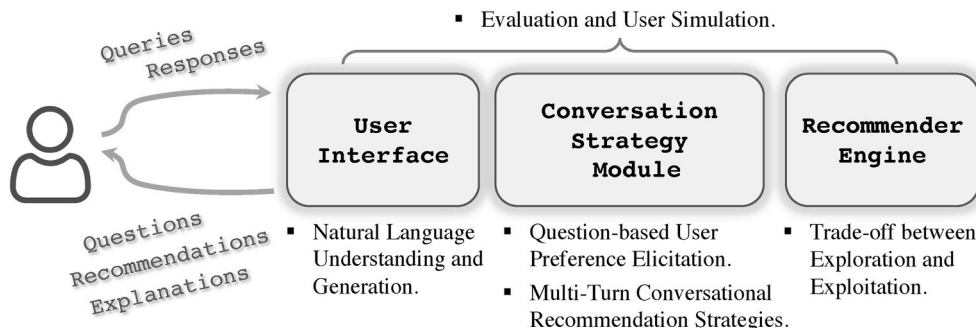 ▪ Evaluation and User Simulation.
Queries
Responses
User
Interface
Conversation
Strategy
Module
Recommender
Engine
Questions
Recommendations
Explanations
▪ Natural Language
Understanding and
Generation.
▪ Question-based User
Preference Elicitation.
▪ Multi-Turn Conversational
Recommendation Strategies.
▪ Trade-off between
Exploration and
Exploitation.